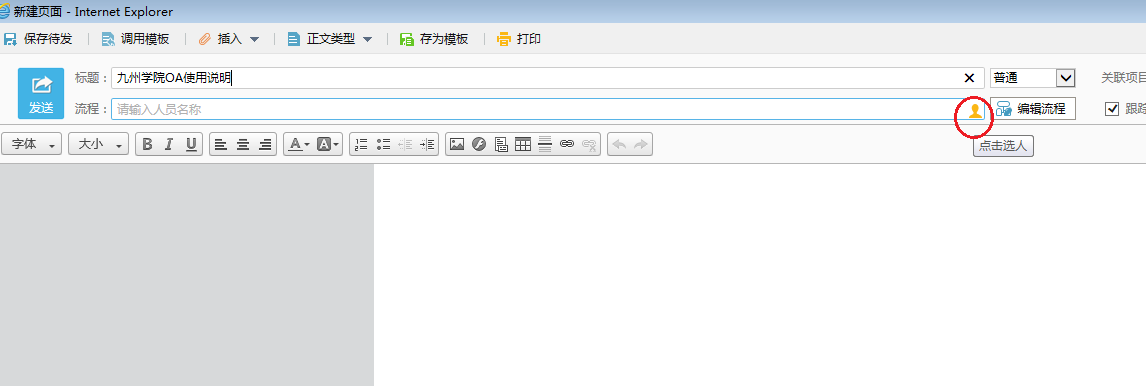 新建页面 - Internet Explorer
保存待发 调用模板 插入 正文类型 存为模板 打印
标题： 九州学院OA使用说明 普通 关联项目
发送
流程： 请输入人员名称 编辑流程 跟踪
字体 大小 B I U A A
点击选人